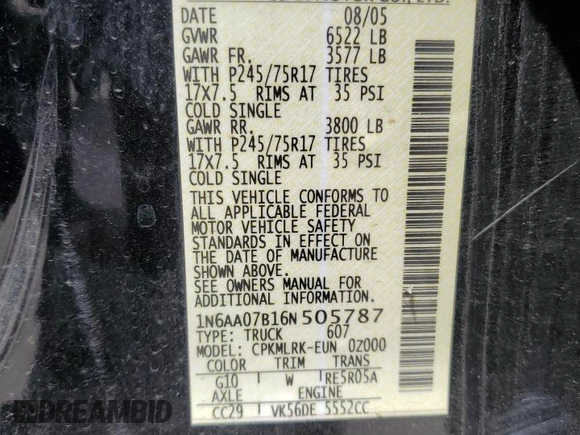 MOTOR CO., LTD.
DATE 08/05
GVWR 6522 LB
GAWR FR. 3577 LB
WITH P245/75R17 TIRES
17X7.5 RIMS AT 35 PSI
COLD SINGLE
GAWR RR. 3800 LB
WITH P245/75R17 TIRES
17X7.5 RIMS AT 35 PSI
COLD SINGLE
THIS VEHICLE CONFORMS TO
ALL APPLICABLE FEDERAL
MOTOR VEHICLE SAFETY
STANDARDS IN EFFECT ON
THE DATE OF MANUFACTURE
SHOWN ABOVE.
SEE OWNERS MANUAL FOR
ADDITIONAL INFORMATION.
1N6AA07B16N505787
TYPE: TRUCK 607
MODEL: CPKMLRK-EUN 0Z000
COLOR TRIM TRANS
G10 W RE5R05A
AXLE ENGINE
CC29 VK56DE 5552CC
DREAMBID